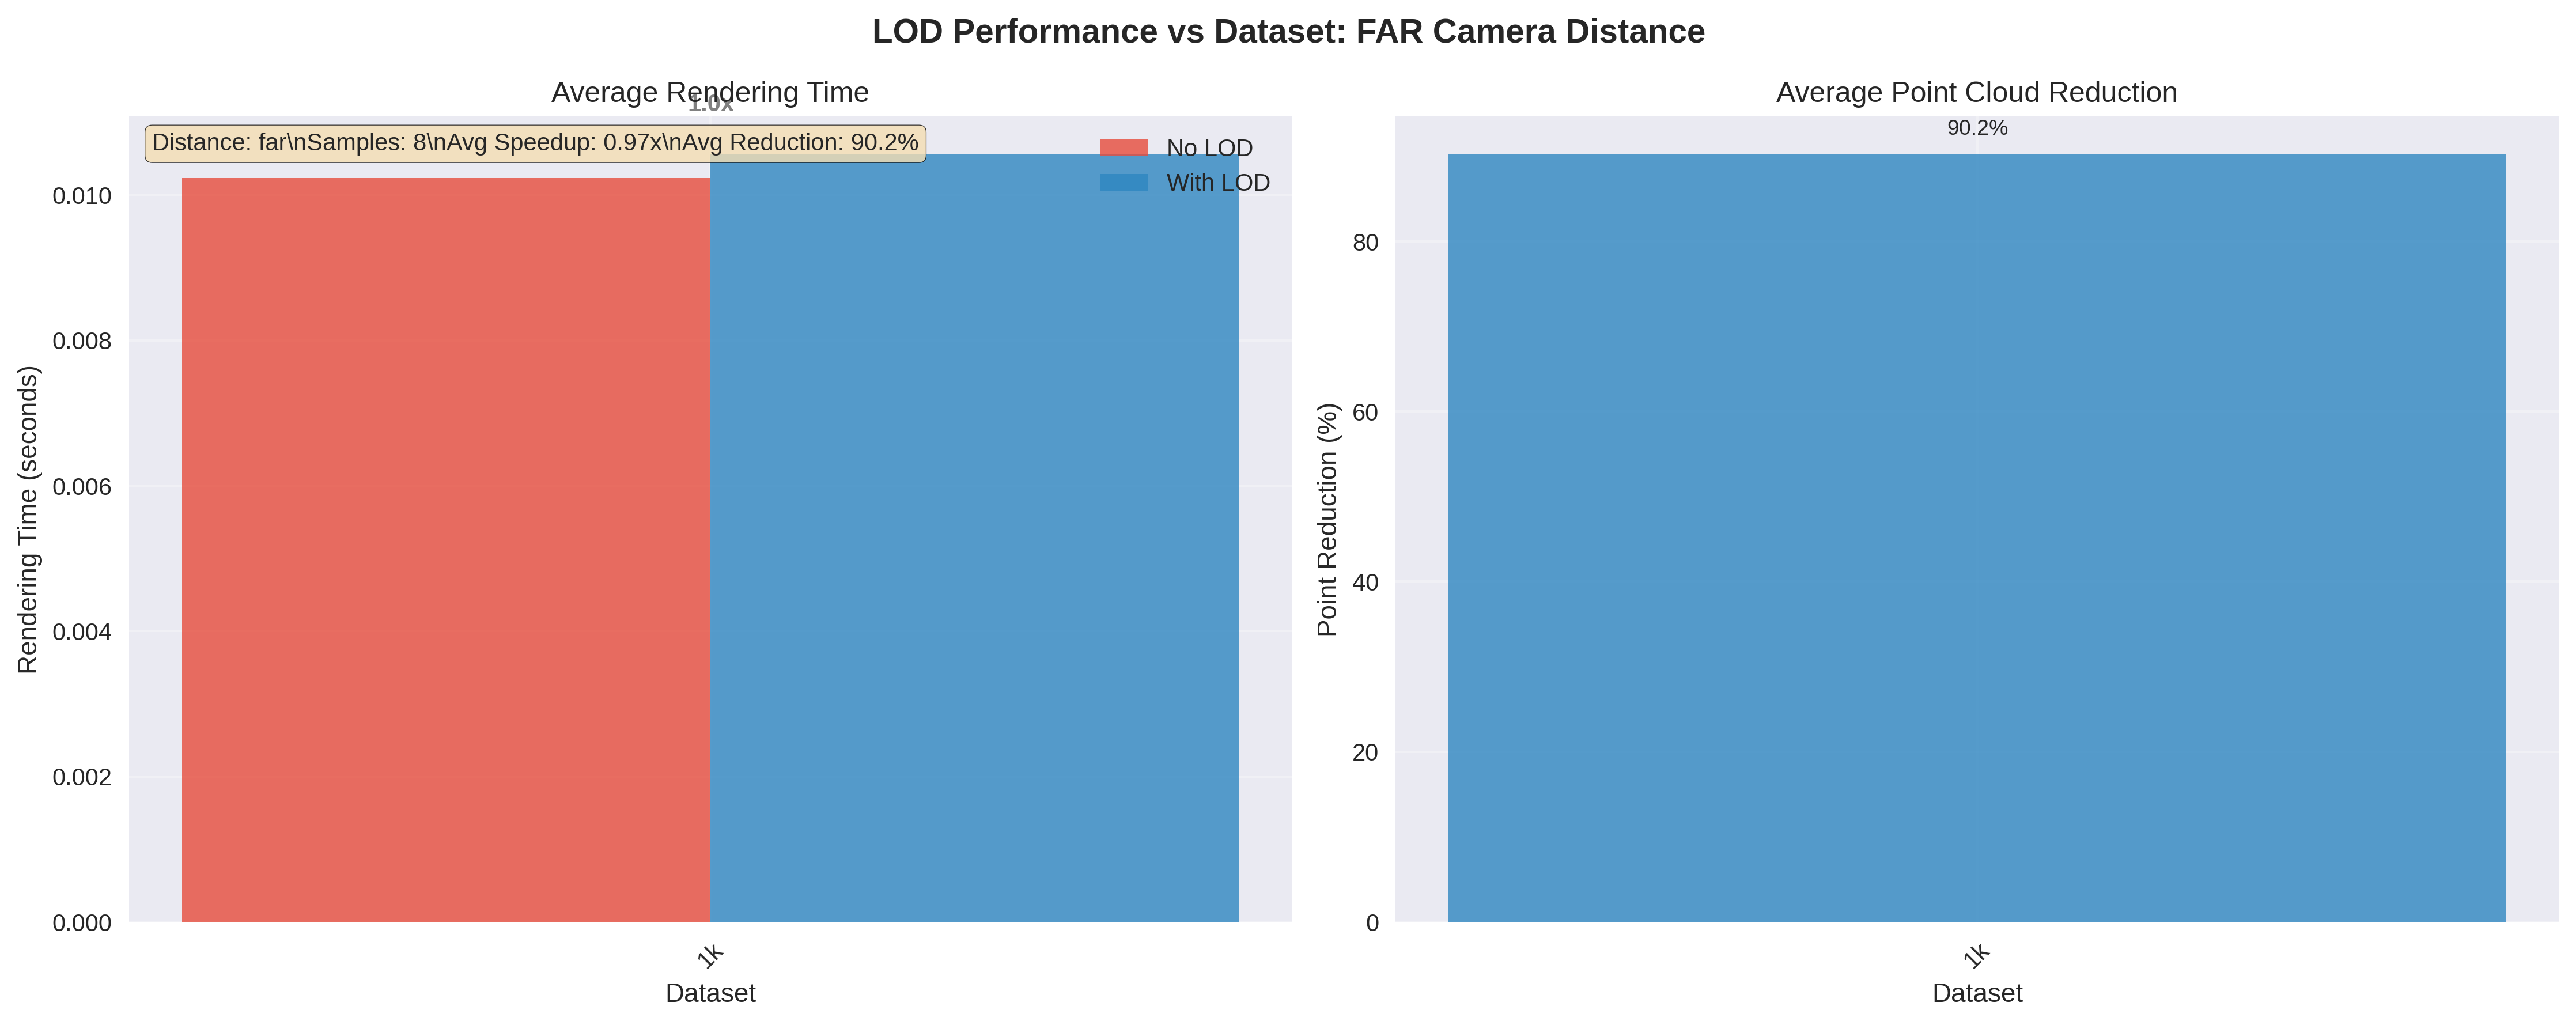 LOD Performance vs Dataset: FAR Camera Distance
Average Rendering Time
1.0x
Distance: far\nSamples: 8\nAvg Speedup: 0.97x\nAvg Reduction: 90.2%
No LOD
With LOD
0.010
0.008
0.006
0.004
0.002
0.000
Rendering Time (seconds)
1k
Dataset
Average Point Cloud Reduction
90.2%
80
60
40
20
0
Point Reduction (%)
1k
Dataset